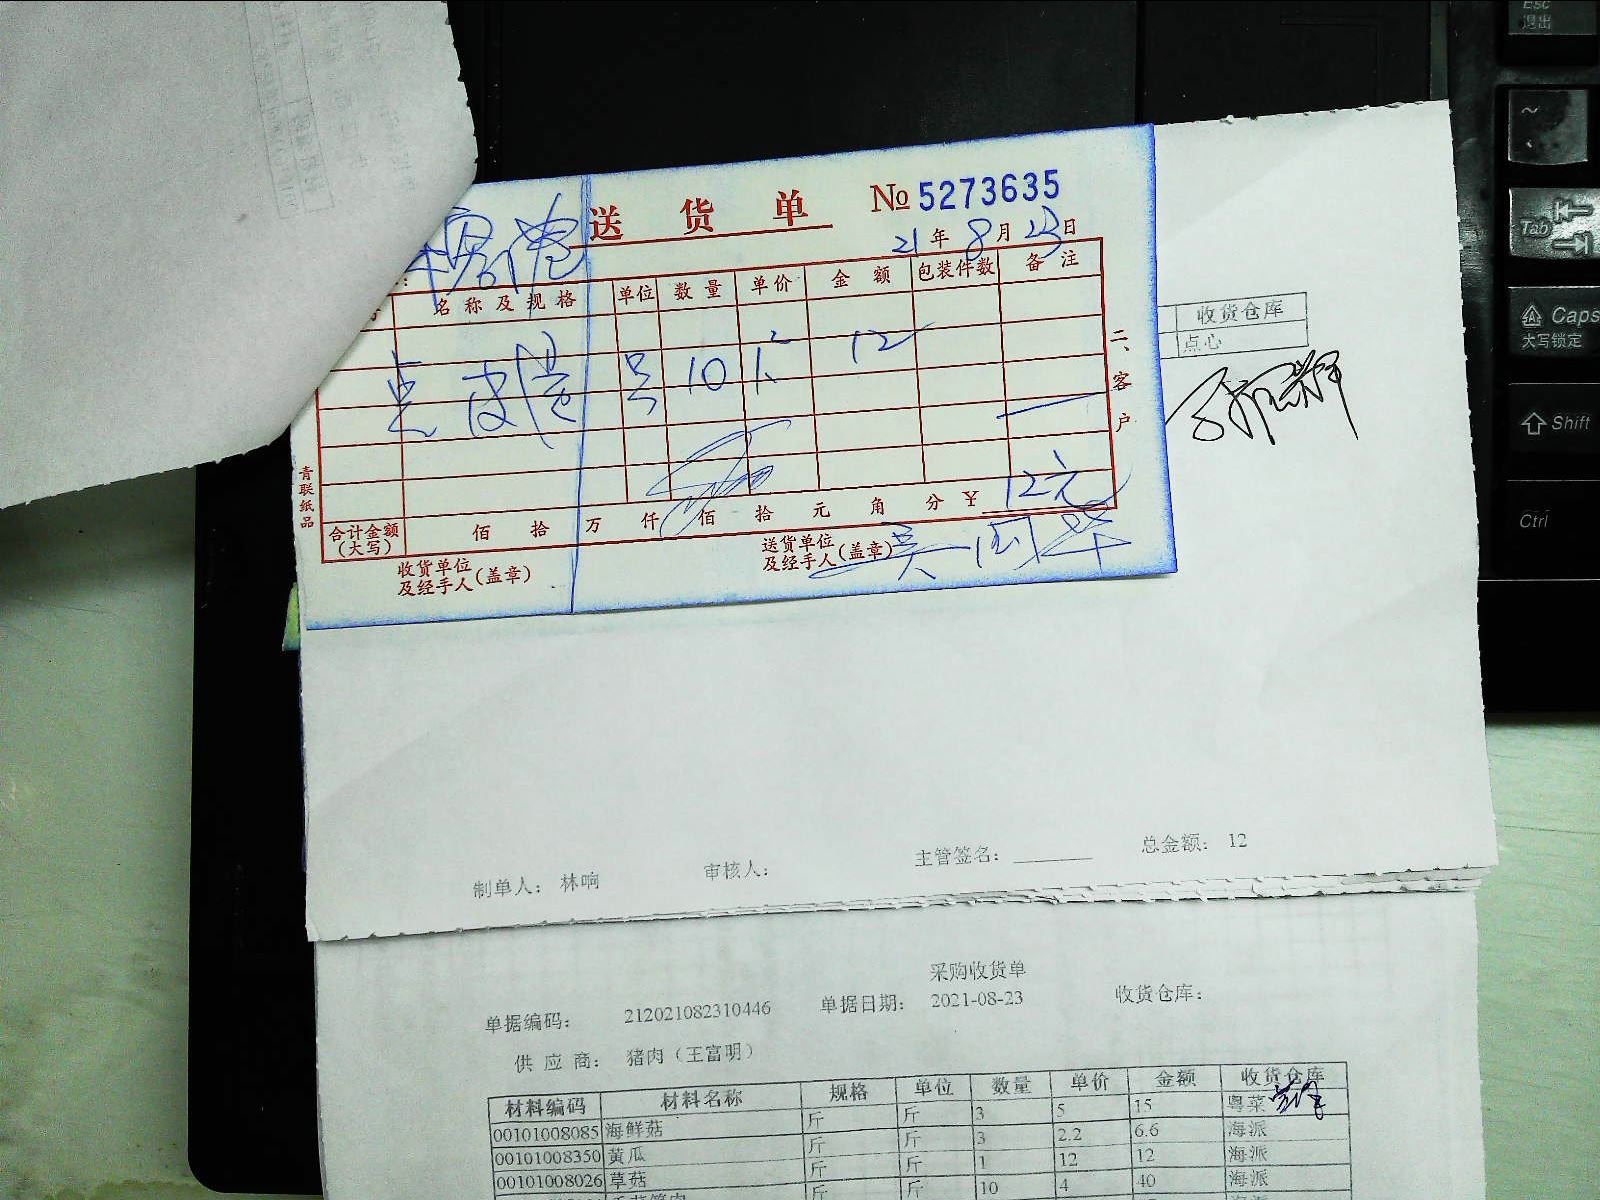 送货单 №5273635
21年8月23日
名称及规格 单位 数量 单价 金额 包装件数 备注
10 12
12元
合计金额(大写) 佰 拾 万 仟 佰 拾 元 角 分 ¥
收货单位及经手人(盖章) 送货单位及经手人(盖章)
二、客户
青联纸品
收货仓库
点心
制单人: 林响 审核人: 主管签名: 总金额: 12
采购收货单
单据编码: 212021082310446 单据日期: 2021-08-23 收货仓库:
供应商: 猪肉(王富明)
材料编码 材料名称 规格 单位 数量 单价 金额 收货仓库
00101008085 海鲜菇 斤 斤 3 5 15 粤菜
00101008350 黄瓜 斤 斤 3 2.2 6.6 海派
00101008026 草菇 斤 斤 1 12 12 海派
斤 斤 10 4 40 海派
Esc 退出
~
Tab
Caps 大写锁定
Shift
Ctrl